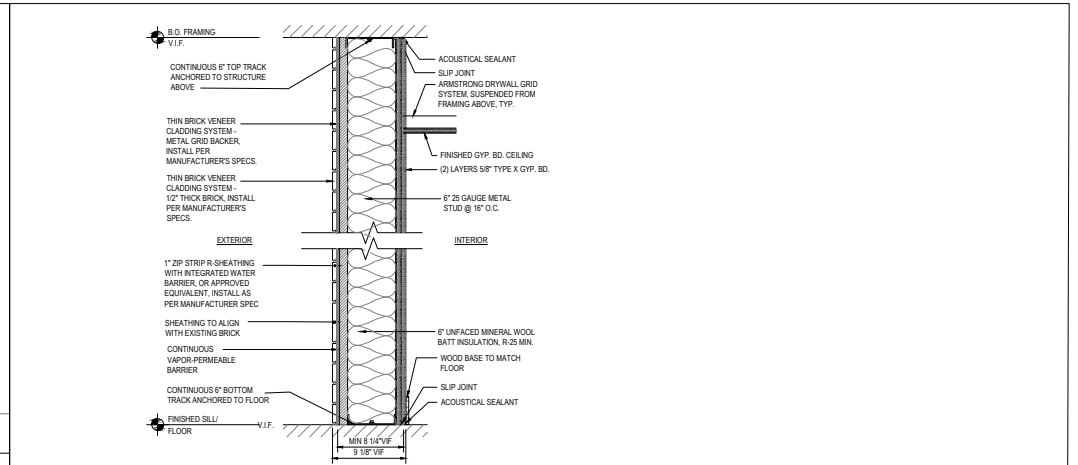 B.O. FRAMING
V.I.F.
CONTINUOUS 6" TOP TRACK
ANCHORED TO STRUCTURE
ABOVE
THIN BRICK VENEER
CLADDING SYSTEM -
METAL GRID BACKER,
INSTALL PER
MANUFACTURER'S SPECS.
THIN BRICK VENEER
CLADDING SYSTEM -
1/2" THICK BRICK, INSTALL
PER MANUFACTURER'S
SPECS.
EXTERIOR
1" ZIP STRIP R-SHEATHING
WITH INTEGRATED WATER
BARRIER, OR APPROVED
EQUIVALENT, INSTALL AS
PER MANUFACTURER SPEC
SHEATHING TO ALIGN
WITH EXISTING BRICK
CONTINUOUS
VAPOR-PERMEABLE
BARRIER
CONTINUOUS 6" BOTTOM
TRACK ANCHORED TO FLOOR
FINISHED SILL/
FLOOR
V.I.F.
ACOUSTICAL SEALANT
SLIP JOINT
ARMSTRONG DRYWALL GRID
SYSTEM, SUSPENDED FROM
FRAMING ABOVE, TYP.
FINISHED GYP. BD. CEILING
(2) LAYERS 5/8" TYPE X GYP. BD.
6" 25 GAUGE METAL
STUD @ 16" O.C.
INTERIOR
6" UNFACED MINERAL WOOL
BATT INSULATION, R-25 MIN.
WOOD BASE TO MATCH
FLOOR
SLIP JOINT
ACOUSTICAL SEALANT
MIN 8 1/4"VIF
9 1/8" VIF